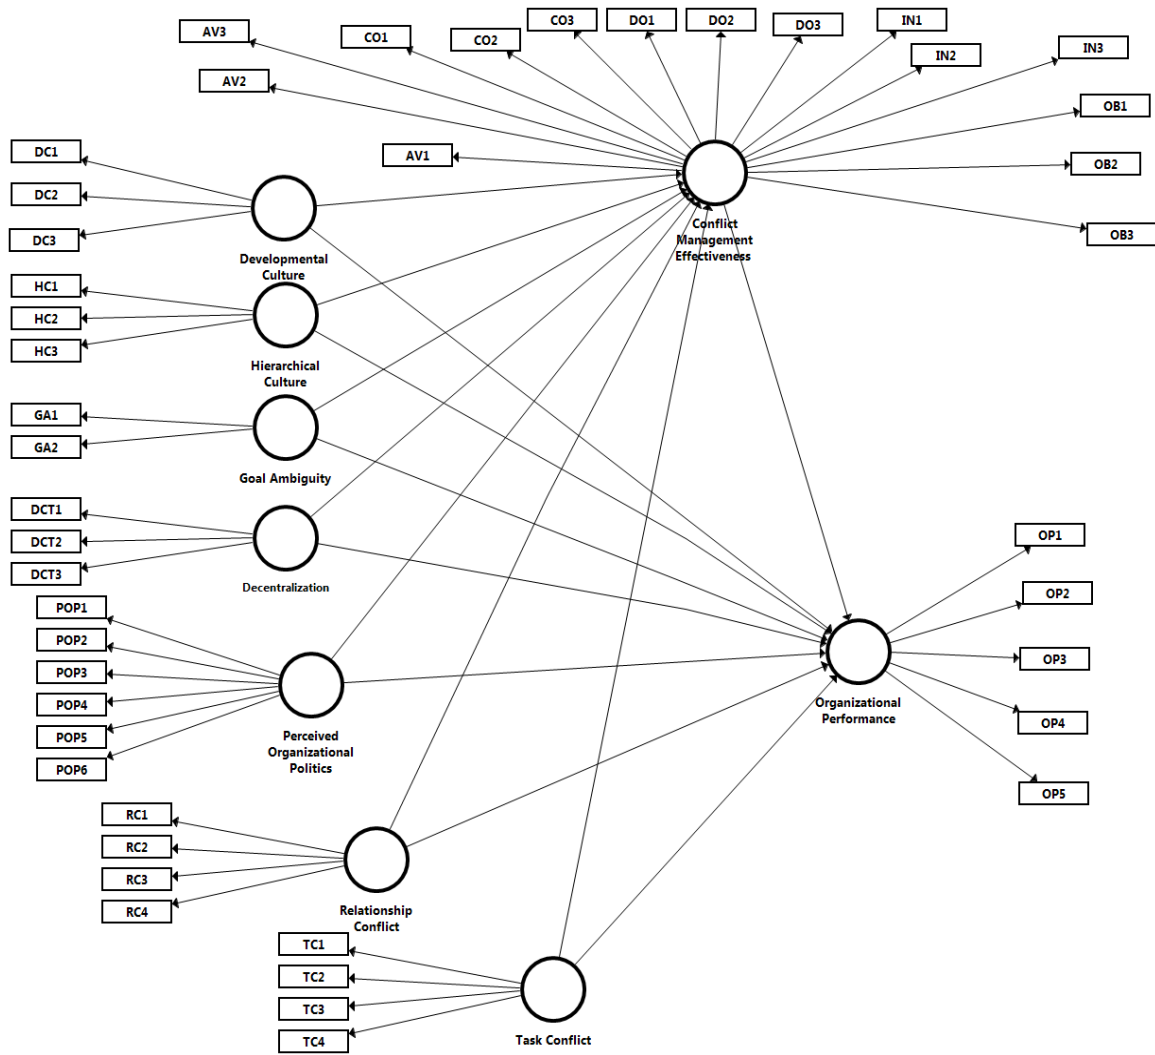 CO3
DO1
DO2
DO3
IN1
AV3
CO1
CO2
IN2
IN3
AV2
OB1
DC1
AV1
OB2
DC2
DC3
OB3
Conflict
Management
Effectiveness
Developmental
Culture
HC1
HC2
HC3
Hierarchical
Culture
GA1
GA2
Goal Ambiguity
DCT1
DCT2
DCT3
Decentralization
OP1
OP2
OP3
OP4
OP5
Organizational
Performance
POP1
POP2
POP3
POP4
POP5
POP6
Perceived
Organizational
Politics
RC1
RC2
RC3
RC4
Relationship
Conflict
TC1
TC2
TC3
TC4
Task Conflict